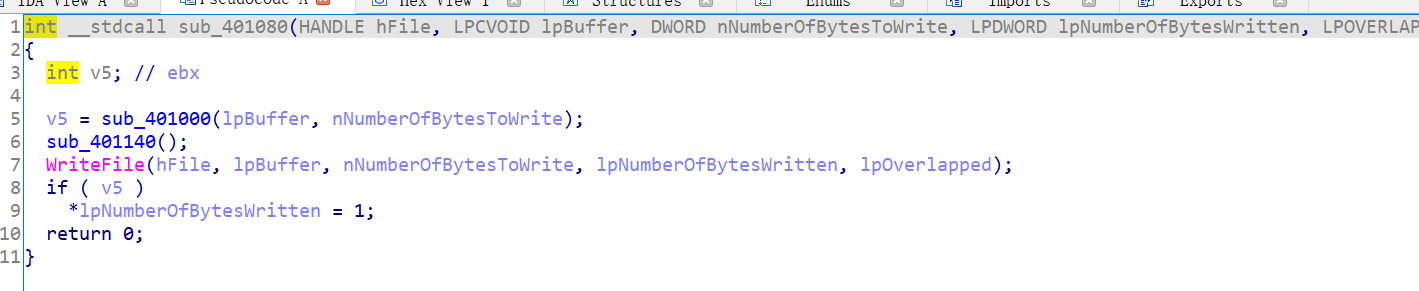 IDA View A Pseudocode A Hex View 1 Structures Enums Imports Exports
1 int __stdcall sub_401080(HANDLE hFile, LPCVOID lpBuffer, DWORD nNumberOfBytesToWrite, LPDWORD lpNumberOfBytesWritten, LPOVERLAP
2 {
3 int v5; // ebx
4
5 v5 = sub_401000(lpBuffer, nNumberOfBytesToWrite);
6 sub_401140();
7 WriteFile(hFile, lpBuffer, nNumberOfBytesToWrite, lpNumberOfBytesWritten, lpOverlapped);
8 if ( v5 )
9 *lpNumberOfBytesWritten = 1;
10 return 0;
11 }